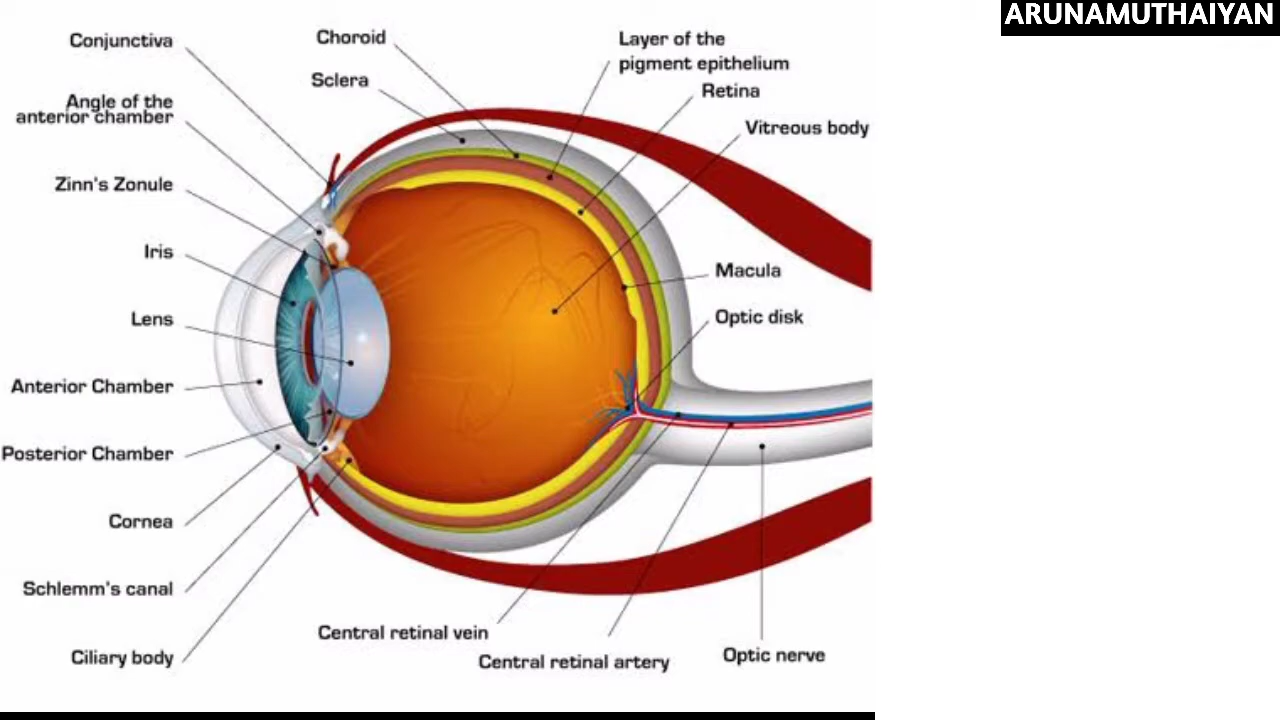 ARUNAMUTHAIYAN
Conjunctiva
Choroid
Layer of the
pigment epithelium
Sclera
Retina
Angle of the
anterior chamber
Vitreous body
Zinn's Zonule
Iris
Macula
Lens
Optic disk
Anterior Chamber
Posterior Chamber
Cornea
Schlemm's canal
Central retinal vein
Ciliary body
Central retinal artery
Optic nerve